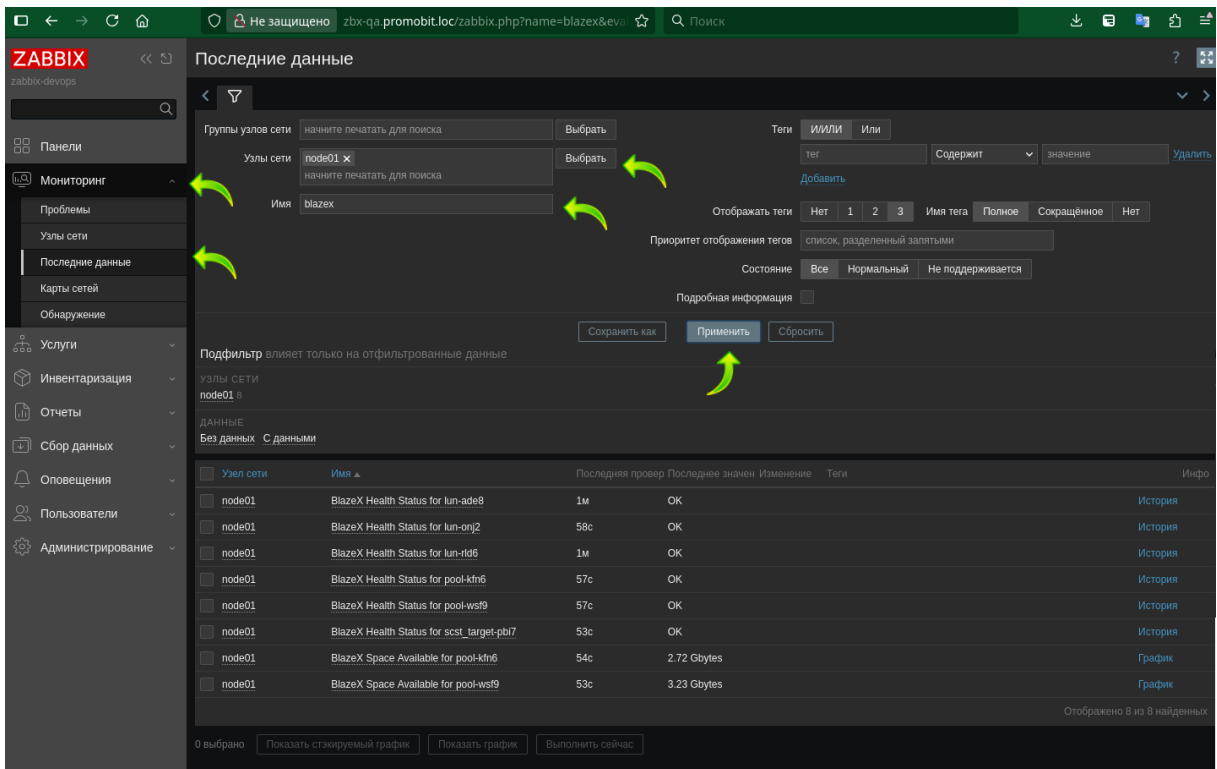 Не защищено zbx-qa.promobit.loc/zabbix.php?name=blazex&eval Поиск
ZABBIX
zabbix-devops
Последние данные
?
Группы узлов сети начните печатать для поиска Выбрать
Теги И/ИЛИ Или
Узлы сети node01 Выбрать
начните печатать для поиска
тег Содержит значение Удалить
Добавить
Имя blazex
Отображать теги Нет 1 2 3 Имя тега Полное Сокращённое Нет
Приоритет отображения тегов список, разделенный запятыми
Состояние Все Нормальный Не поддерживается
Подробная информация
Сохранить как Применить Сбросить
Панели
Мониторинг
Проблемы
Узлы сети
Последние данные
Карты сетей
Обнаружение
Услуги
Инвентаризация
Отчеты
Сбор данных
Оповещения
Пользователи
Администрирование
Подфильтр влияет только на отфильтрованные данные
УЗЛЫ СЕТИ
node01 8
ДАННЫЕ
Без данных С данными
Узел сети Имя Последняя провер Последнее значен Изменение Теги Инфо
node01 BlazeX Health Status for lun-ade8 1м OK История
node01 BlazeX Health Status for lun-onj2 58с OK История
node01 BlazeX Health Status for lun-rld6 1м OK История
node01 BlazeX Health Status for pool-kfn6 57с OK История
node01 BlazeX Health Status for pool-wsf9 57с OK История
node01 BlazeX Health Status for scst_target-pbi7 53с OK История
node01 BlazeX Space Available for pool-kfn6 54с 2.72 Gbytes График
node01 BlazeX Space Available for pool-wsf9 53с 3.23 Gbytes График
Отображено 8 из 8 найденных
0 выбрано Показать стэкируемый график Показать график Выполнить сейчас